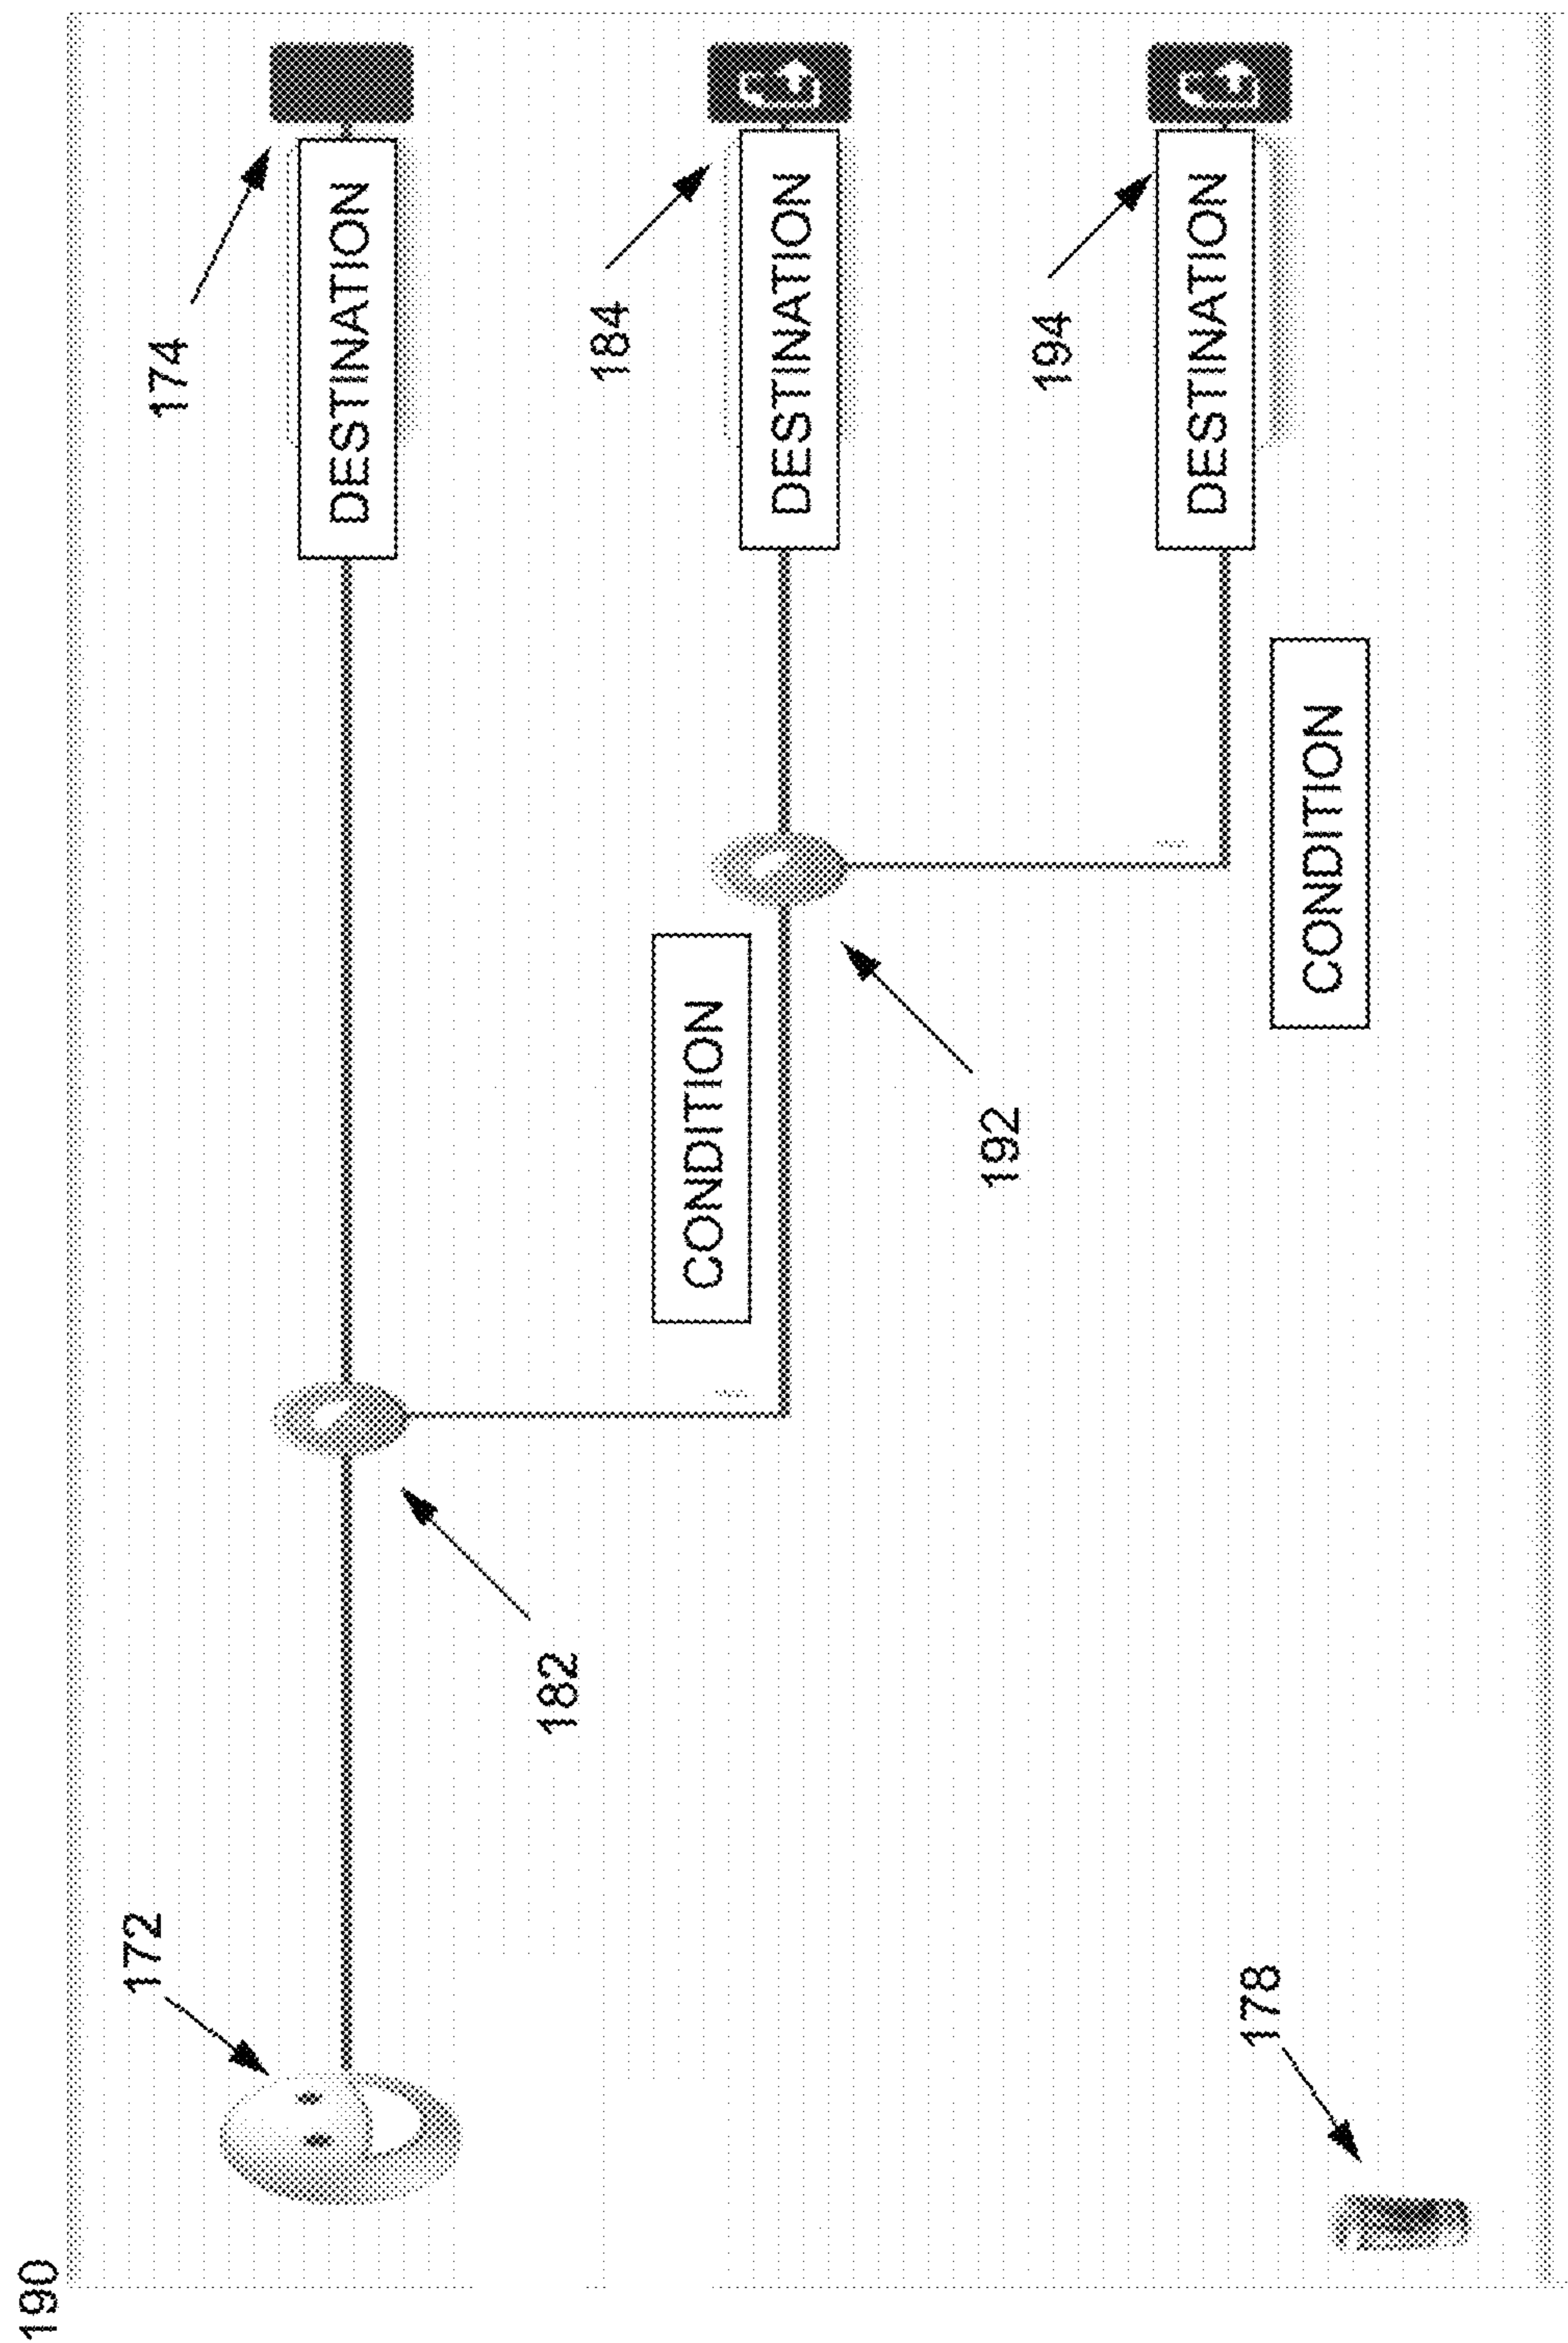 190
172
174
DESTINATION
182
184
CONDITION
DESTINATION
192
194
DESTINATION
CONDITION
178